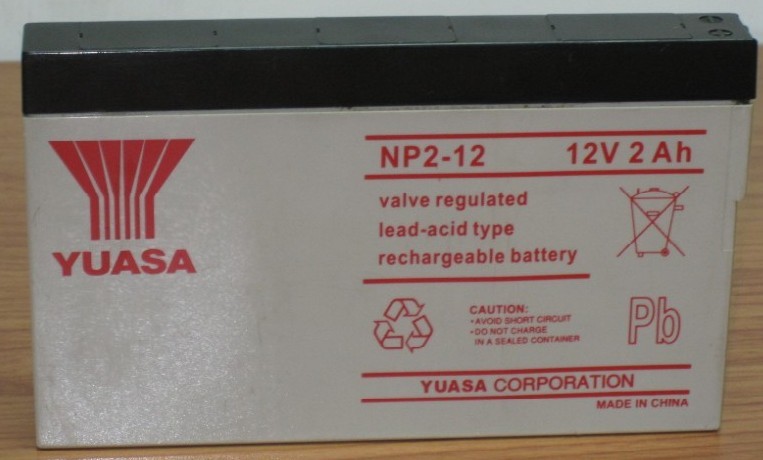 YUASA
NP2-12 12V 2 Ah
valve regulated
lead-acid type
rechargeable battery
CAUTION:
• AVOID SHORT CIRCUIT
• DO NOT CHARGE
IN A SEALED CONTAINER
Pb
YUASA CORPORATION
MADE IN CHINA